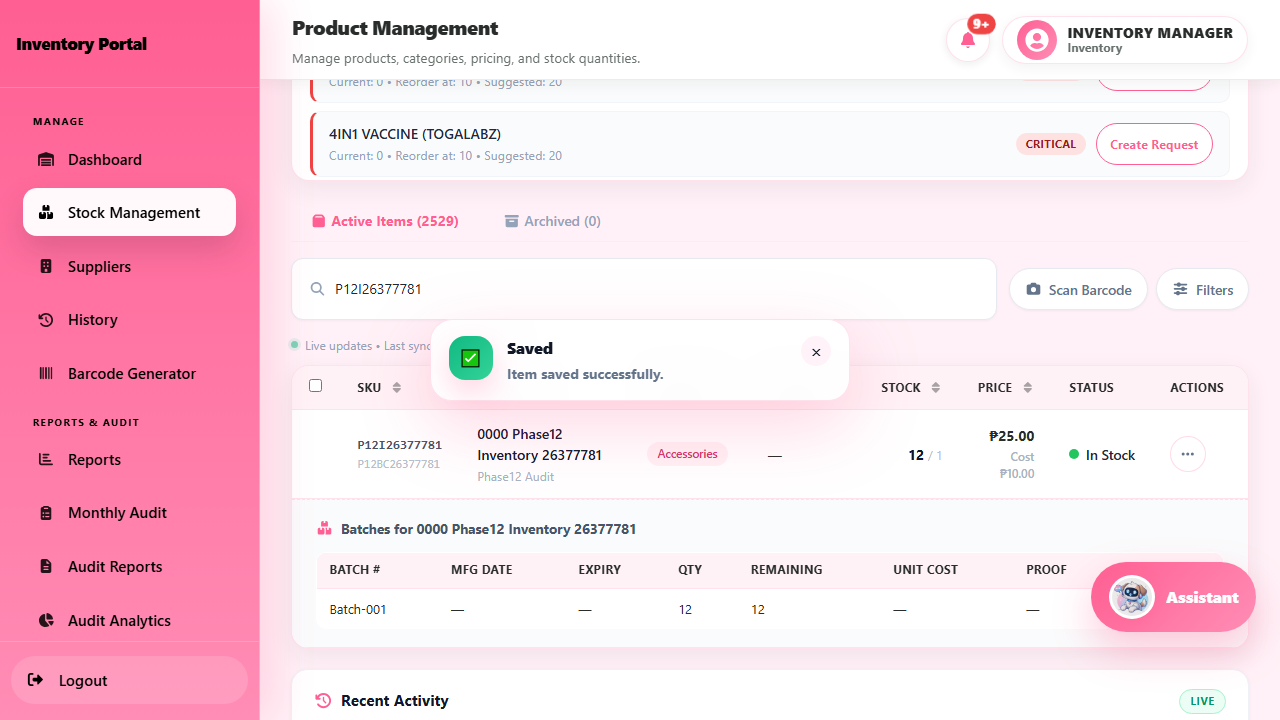 Inventory Portal
MANAGE
Dashboard
Stock Management
Suppliers
History
Barcode Generator
REPORTS & AUDIT
Reports
Monthly Audit
Audit Reports
Audit Analytics
Logout
Product Management
Manage products, categories, pricing, and stock quantities.
9+
INVENTORY MANAGER
Inventory
Current: 0 • Reorder at: 10 • Suggested: 20
4IN1 VACCINE (TOGALABZ)
Current: 0 • Reorder at: 10 • Suggested: 20
CRITICAL
Create Request
Active Items (2529)
Archived (0)
P12I26377781
Scan Barcode
Filters
Live updates • Last sync
Saved
Item saved successfully.
×
SKU
STOCK
PRICE
STATUS
ACTIONS
P12I26377781
P12BC26377781
0000 Phase12
Inventory 26377781
Phase12 Audit
Accessories
—
12 / 1
₱25.00
Cost
₱10.00
In Stock
Batches for 0000 Phase12 Inventory 26377781
BATCH # MFG DATE EXPIRY QTY REMAINING UNIT COST PROOF
Batch-001 — — 12 12 — —
Assistant
Recent Activity
LIVE